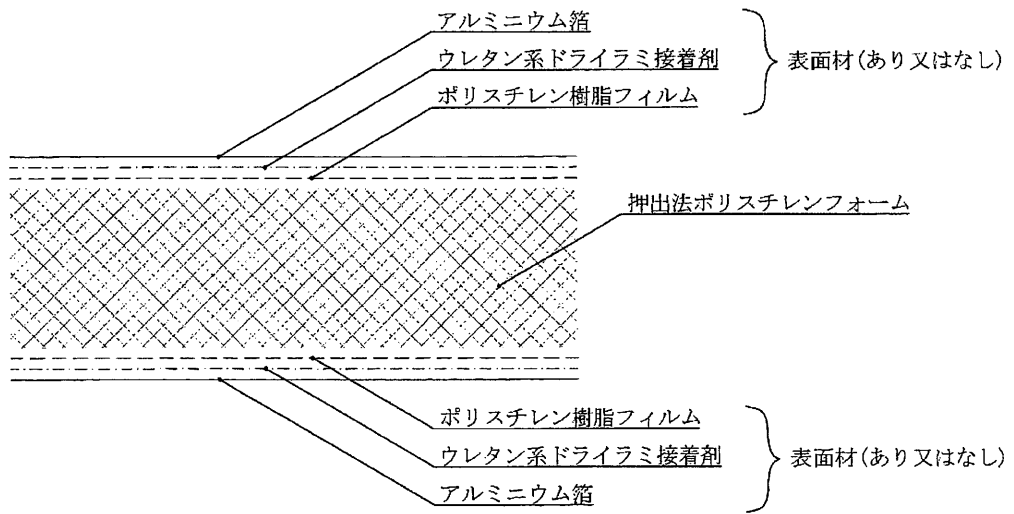 アルミニウム箔
ウレタン系ドライラミ接着剤
ポリスチレン樹脂フィルム
表面材(あり又はなし)
押出法ポリスチレンフォーム
ポリスチレン樹脂フィルム
ウレタン系ドライラミ接着剤
アルミニウム箔
表面材(あり又はなし)